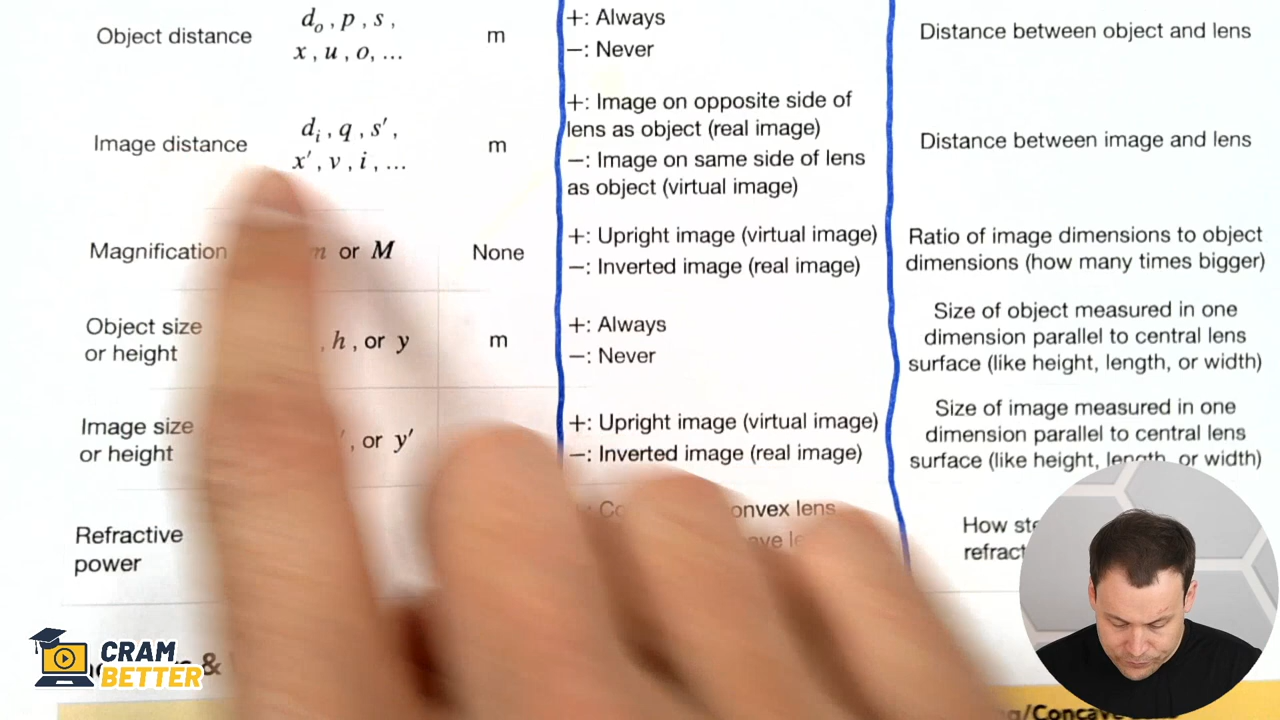 Object distance
dₒ , p , s ,
x , u , o, ...
m
+: Always
−: Never
Distance between object and lens
Image distance
dᵢ , q , s′ ,
x′ , v , i , ...
m
+: Image on opposite side of
lens as object (real image)
−: Image on same side of lens
as object (virtual image)
Distance between image and lens
Magnification
or M
None
+: Upright image (virtual image)
−: Inverted image (real image)
Ratio of image dimensions to object
dimensions (how many times bigger)
Object size
or height
, h , or y
m
+: Always
−: Never
Size of object measured in one
dimension parallel to central lens
surface (like height, length, or width)
Image size
or height
, or y′
+: Upright image (virtual image)
−: Inverted image (real image)
Size of image measured in one
dimension parallel to central lens
surface (like height, length, or width)
Refractive
power
lens
How
CRAM
BETTER
&